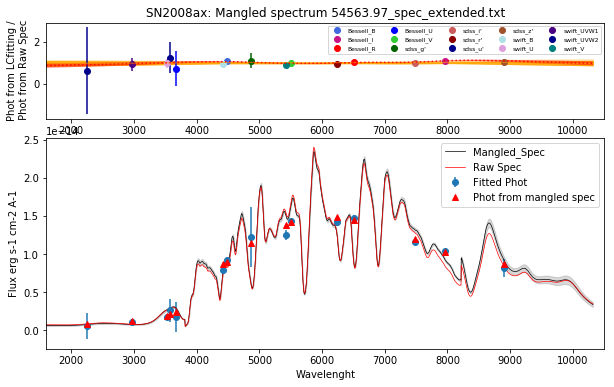 SN2008ax: Mangled spectrum 54563.97_spec_extended.txt
Phot from LCfitting /
Phot from Raw Spec
2
0
Bessell_B
Bessell_I
Bessell_R
Bessell_U
Bessell_V
sdss_g'
sdss_i'
sdss_r'
sdss_u'
sdss_z'
swift_B
swift_U
swift_UVW1
swift_UVW2
swift_V
2000 3000 4000 5000 6000 7000 8000 9000 10000
1e−14
Flux erg s-1 cm-2 A-1
2.5
2.0
1.5
1.0
0.5
0.0
Mangled_Spec
Raw Spec
Fitted Phot
Phot from mangled spec
2000 3000 4000 5000 6000 7000 8000 9000 10000
Wavelenght